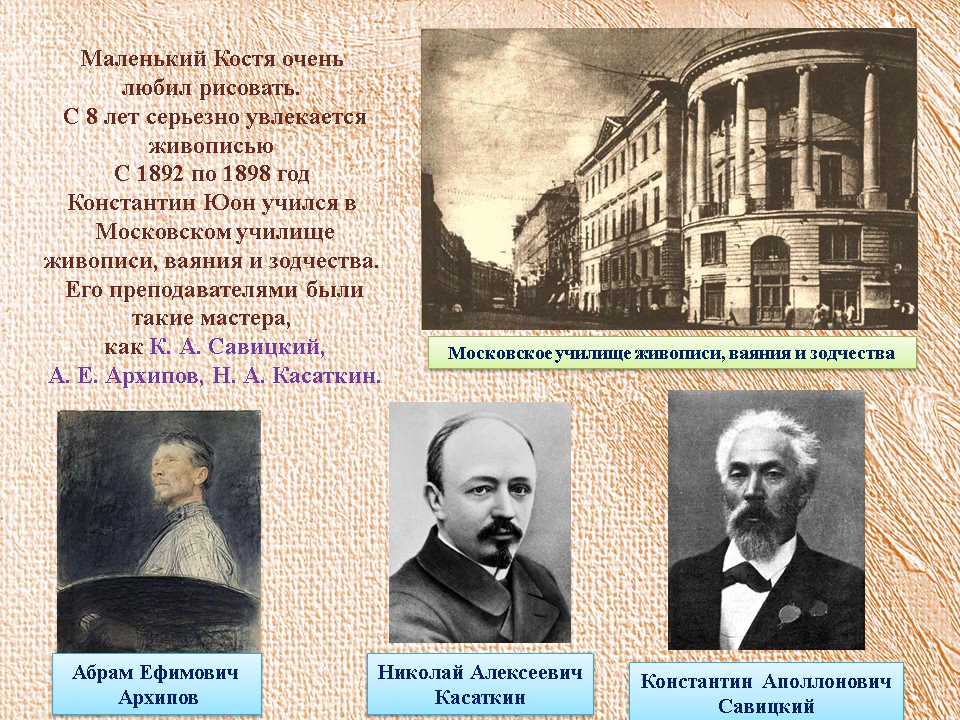 Маленький Костя очень
любил рисовать.
С 8 лет серьезно увлекается
живописью
С 1892 по 1898 год
Константин Юон учился в
Московском училище
живописи, ваяния и зодчества.
Его преподавателями были
такие мастера,
как К. А. Савицкий,
А. Е. Архипов, Н. А. Касаткин.
Московское училище живописи, ваяния и зодчества
Абрам Ефимович
Архипов
Николай Алексеевич
Касаткин
Константин Аполлонович
Савицкий